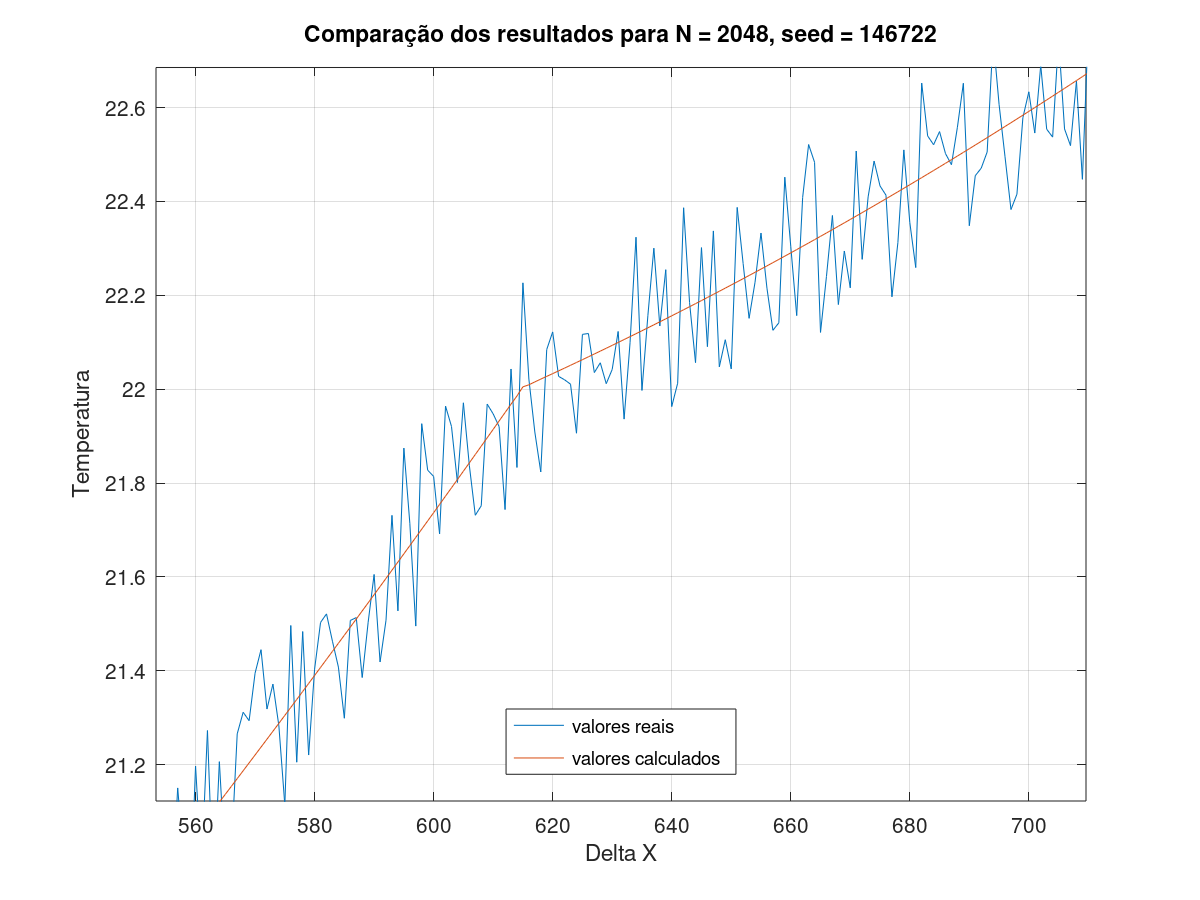 Comparação dos resultados para N = 2048, seed = 146722
22.6
22.4
22.2
22
21.8
21.6
21.4
21.2
Temperatura
valores reais
valores calculados
560 580 600 620 640 660 680 700
Delta X